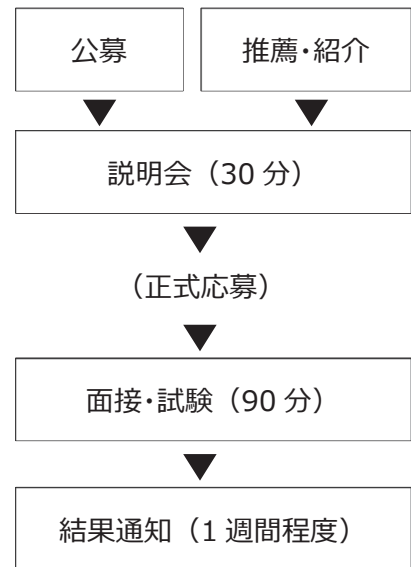 公募
推薦・紹介
説明会（30 分）
（正式応募）
面接・試験（90 分）
結果通知（1 週間程度）